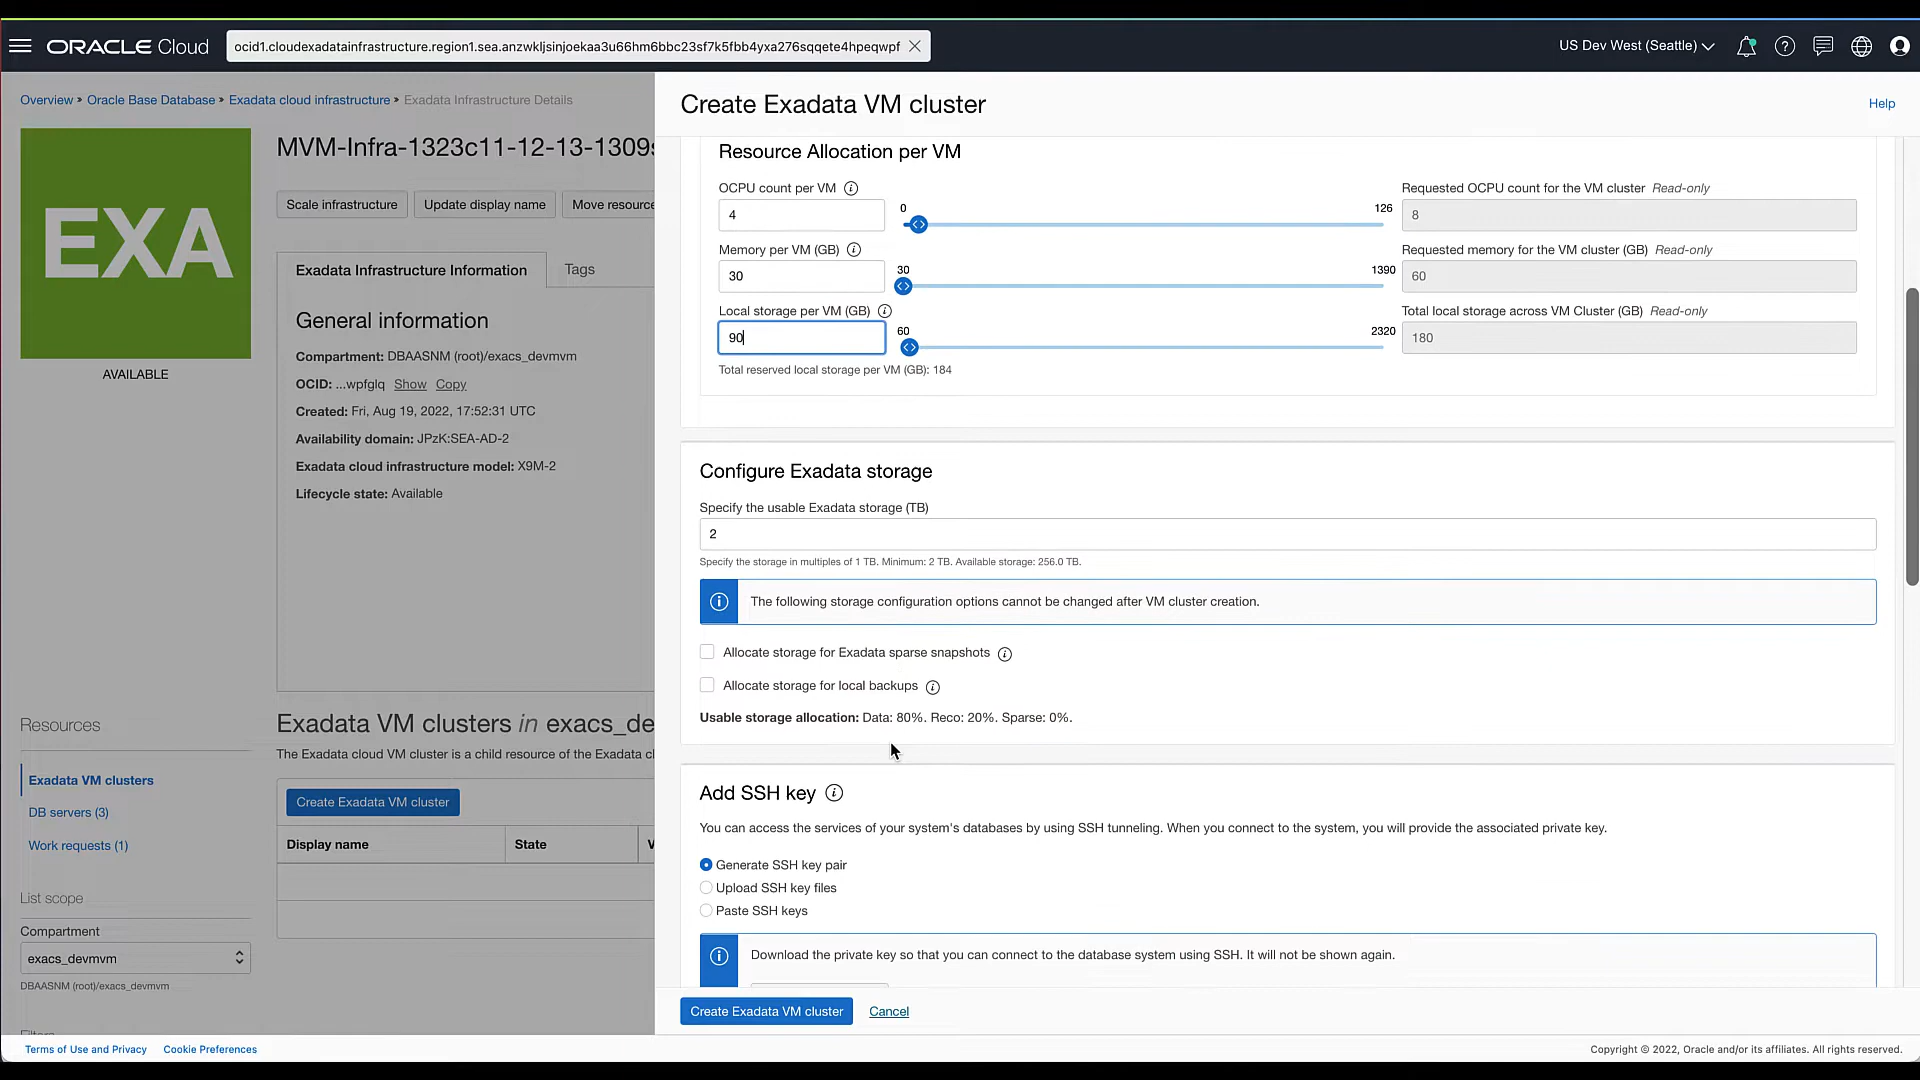 ORACLE Cloud
ocid1.cloudexadatainfrastructure.region1.sea.anzwkljsinjoekaa3u66hm6bbc23sf7k5fbb4yxa276sqqete4hpeqwpf
US Dev West (Seattle)
Overview » Oracle Base Database » Exadata cloud infrastructure » Exadata Infrastructure Details
EXA
AVAILABLE
MVM-Infra-1323c11-12-13-1309
Scale infrastructure
Update display name
Move resource
Exadata Infrastructure Information
Tags
General information
Compartment: DBAASNM (root)/exacs_devmvm
OCID: ...wpfglq Show Copy
Created: Fri, Aug 19, 2022, 17:52:31 UTC
Availability domain: JPzK:SEA-AD-2
Exadata cloud infrastructure model: X9M-2
Lifecycle state: Available
Resources
Exadata VM clusters
DB servers (3)
Work requests (1)
List scope
Compartment
exacs_devmvm
DBAASNM (root)/exacs_devmvm
Exadata VM clusters in exacs_de
The Exadata cloud VM cluster is a child resource of the Exadata cl
Create Exadata VM cluster
Display name
State
Create Exadata VM cluster
Help
Resource Allocation per VM
OCPU count per VM
4
0
126
Requested OCPU count for the VM cluster Read-only
8
Memory per VM (GB)
30
30
1390
Requested memory for the VM cluster (GB) Read-only
60
Local storage per VM (GB)
90
60
2320
Total local storage across VM Cluster (GB) Read-only
180
Total reserved local storage per VM (GB): 184
Configure Exadata storage
Specify the usable Exadata storage (TB)
2
Specify the storage in multiples of 1 TB. Minimum: 2 TB. Available storage: 256.0 TB.
The following storage configuration options cannot be changed after VM cluster creation.
Allocate storage for Exadata sparse snapshots
Allocate storage for local backups
Usable storage allocation: Data: 80%. Reco: 20%. Sparse: 0%.
Add SSH key
You can access the services of your system's databases by using SSH tunneling. When you connect to the system, you will provide the associated private key.
Generate SSH key pair
Upload SSH key files
Paste SSH keys
Download the private key so that you can connect to the database system using SSH. It will not be shown again.
Create Exadata VM cluster
Cancel
Terms of Use and Privacy
Cookie Preferences
Copyright © 2022, Oracle and/or its affiliates. All rights reserved.